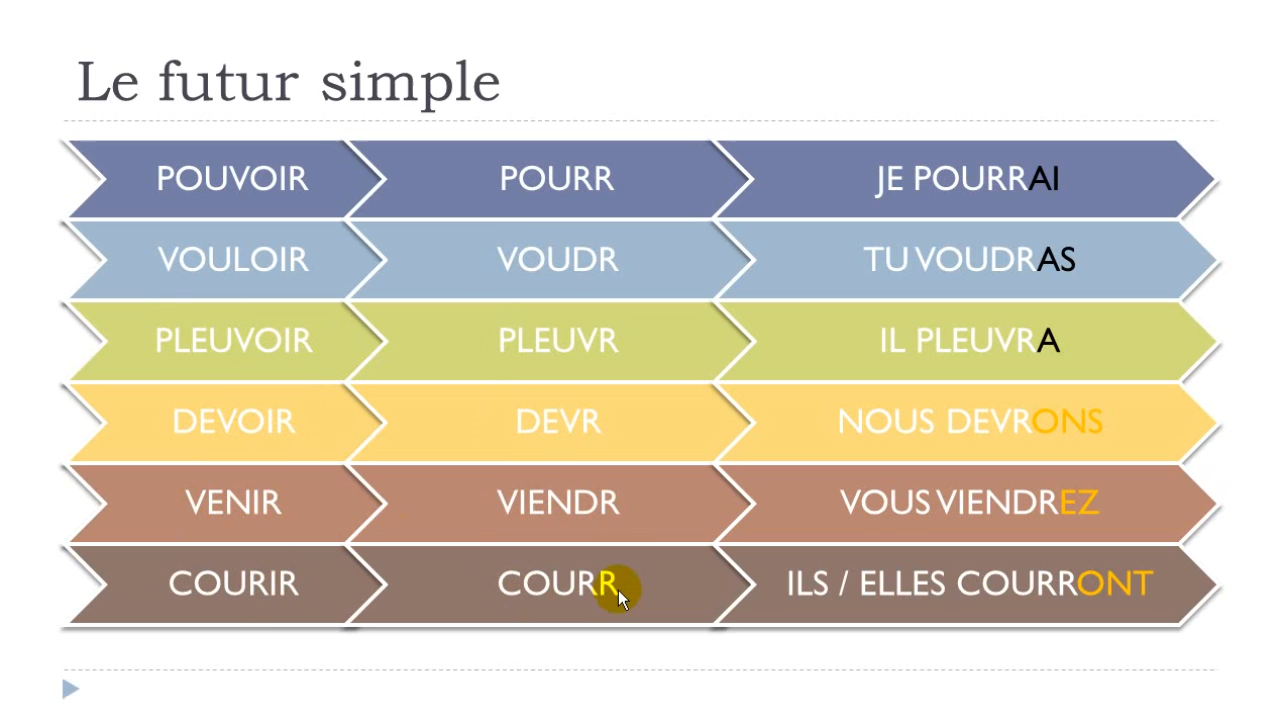 Le futur simple
POUVOIR POURR JE POURRAI
VOULOIR VOUDR TU VOUDRAS
PLEUVOIR PLEUVR IL PLEUVRA
DEVOIR DEVR NOUS DEVRONS
VENIR VIENDR VOUS VIENDREZ
COURIR COURR ILS / ELLES COURRONT